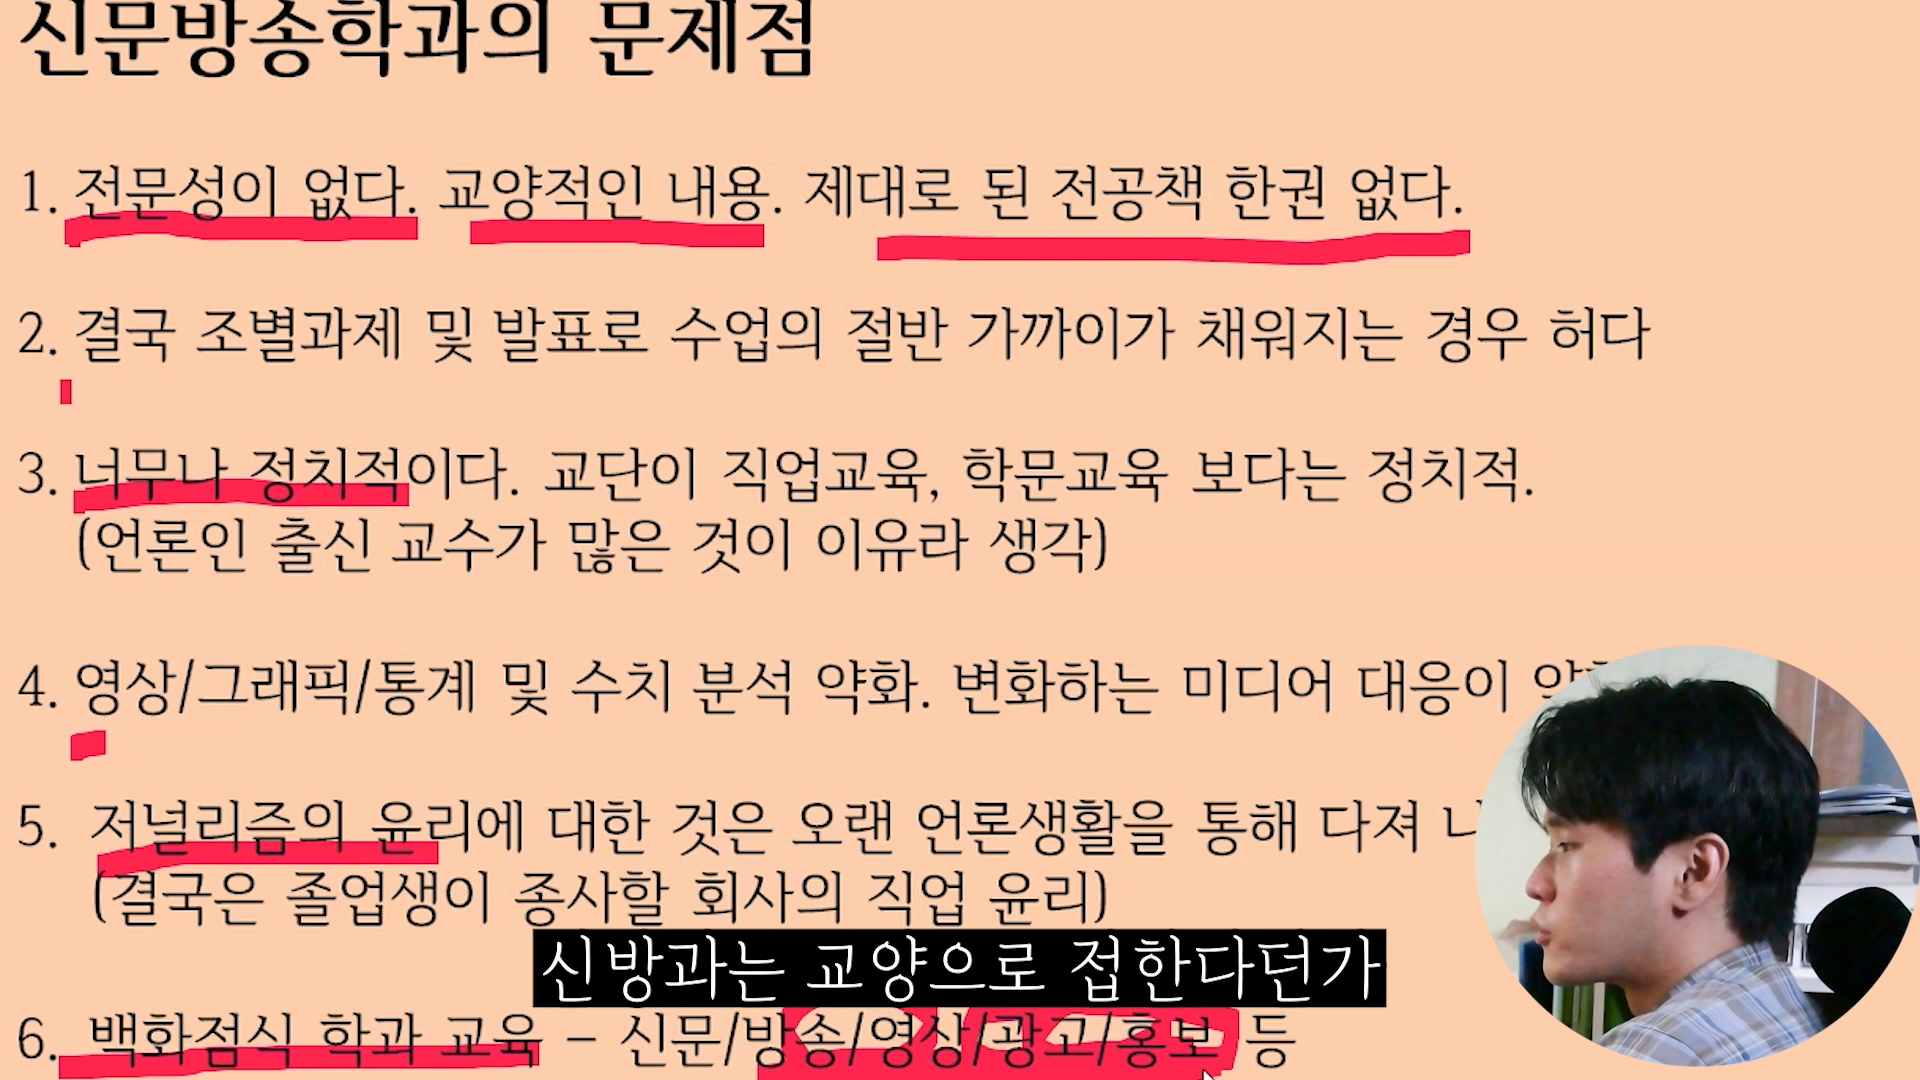 신문방송학과의 문제점
1. 전문성이 없다. 교양적인 내용. 제대로 된 전공책 한권 없다.
2. 결국 조별과제 및 발표로 수업의 절반 가까이가 채워지는 경우 허다
3. 너무나 정치적이다. 교단이 직업교육, 학문교육 보다는 정치적.
(언론인 출신 교수가 많은 것이 이유라 생각)
4. 영상/그래픽/통계 및 수치 분석 약화. 변화하는 미디어 대응이
5. 저널리즘의 윤리에 대한 것은 오랜 언론생활을 통해 다져
(결국은 졸업생이 종사할 회사의 직업 윤리)
신방과는 교양으로 접한다던가
6. 백화점식 학과 교육 - 신문/방송/영상/광고/홍보 등